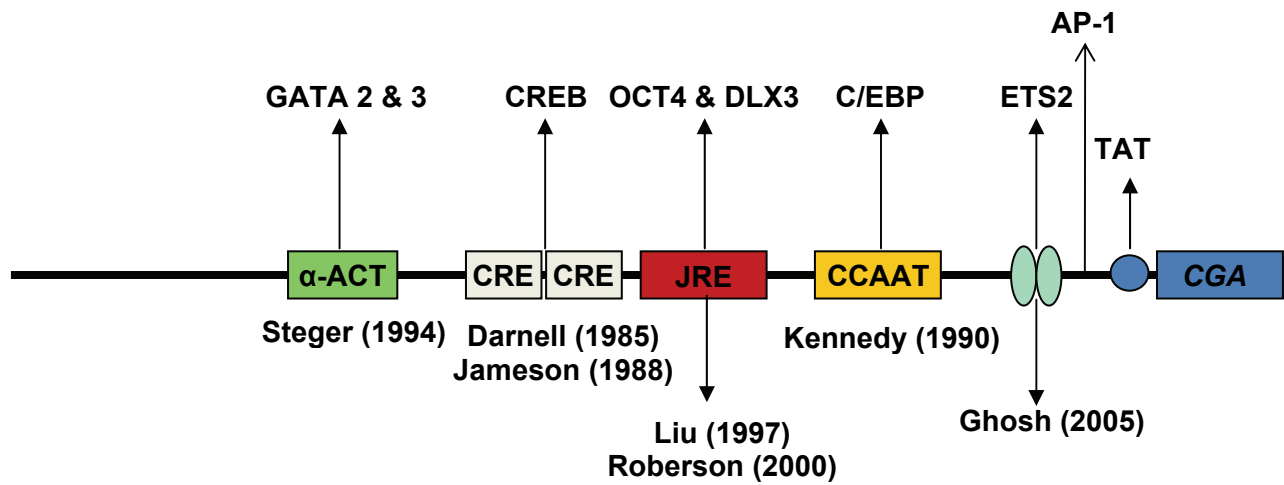 AP-1
GATA 2 & 3
CREB
OCT4 & DLX3
C/EBP
ETS2
TAT
α-ACT
CRE
CRE
JRE
CCAAT
CGA
Steger (1994)
Darnell (1985)
Jameson (1988)
Kennedy (1990)
Liu (1997)
Roberson (2000)
Ghosh (2005)